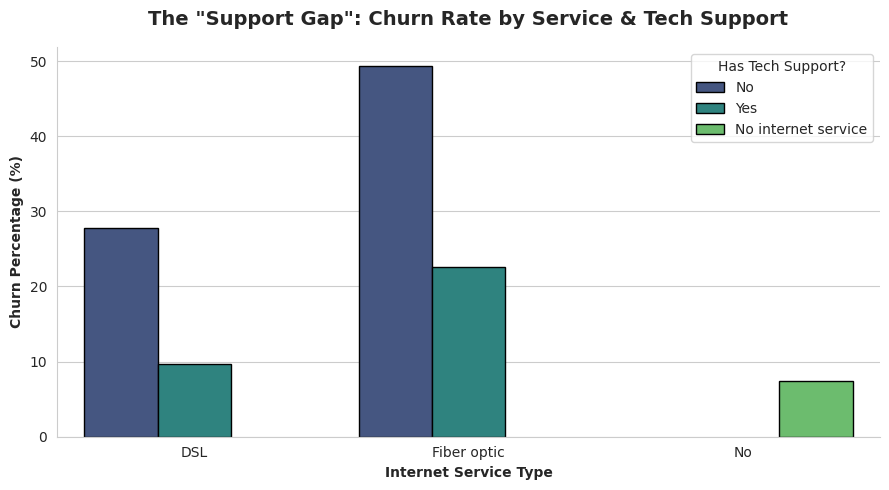 The "Support Gap": Churn Rate by Service & Tech Support
Has Tech Support?
No
Yes
No internet service
Churn Percentage (%)
50
40
30
20
10
0
DSL
Fiber optic
No
Internet Service Type